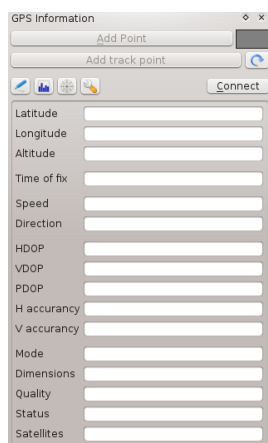 GPS Information
Add Point
Add track point
Connect
Latitude
Longitude
Altitude
Time of fix
Speed
Direction
HDOP
VDOP
PDOP
H accurancy
V accurancy
Mode
Dimensions
Quality
Status
Satellites